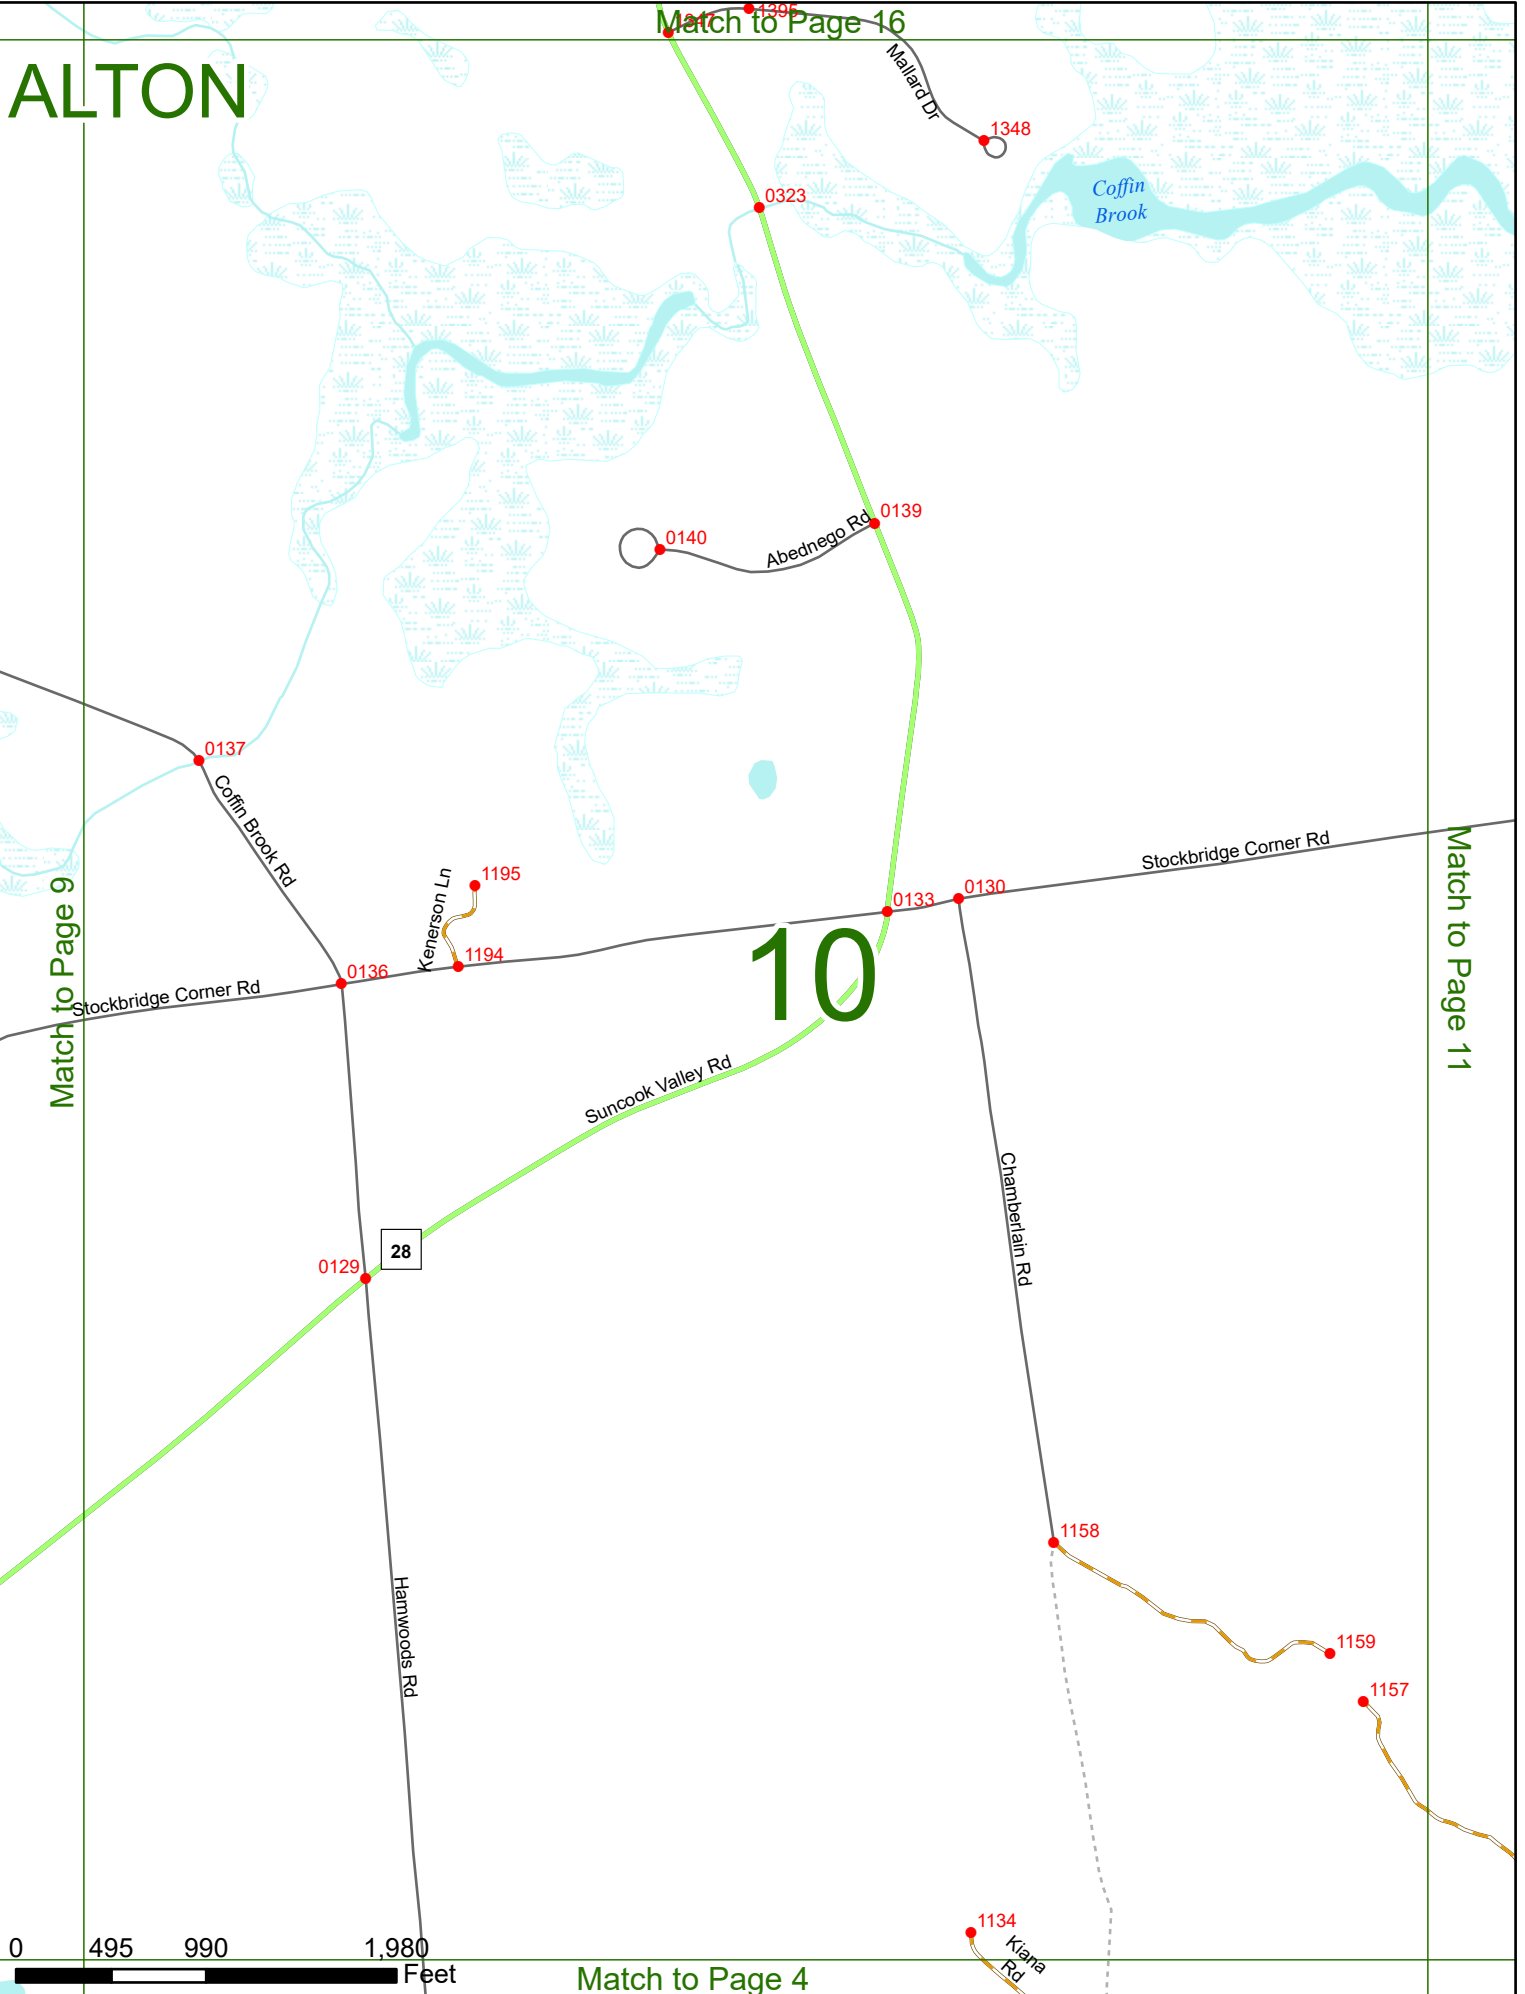 1347
1395
Match to Page 16
ALTON
Mallard Dr
1348
Coffin
Brook
0323
0139
Abednego Rd
0140
0137
Coffin Brook Rd
Stockbridge Corner Rd
Match to Page 11
Match to Page 9
1195
Kenerson Ln
0130
0133
1194
0136
10
Stockbridge Corner Rd
Suncook Valley Rd
Chamberlain Rd
28
0129
1158
Hamwoods Rd
1159
1157
1134
Kiana
Rd
0 495 990 1,980
Feet
Match to Page 4